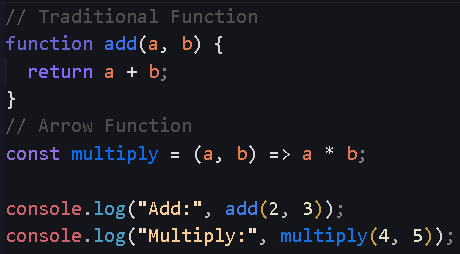 // Traditional Function
function add(a, b) {
  return a + b;
}
// Arrow Function
const multiply = (a, b) => a * b;

console.log("Add:", add(2, 3));
console.log("Multiply:", multiply(4, 5));